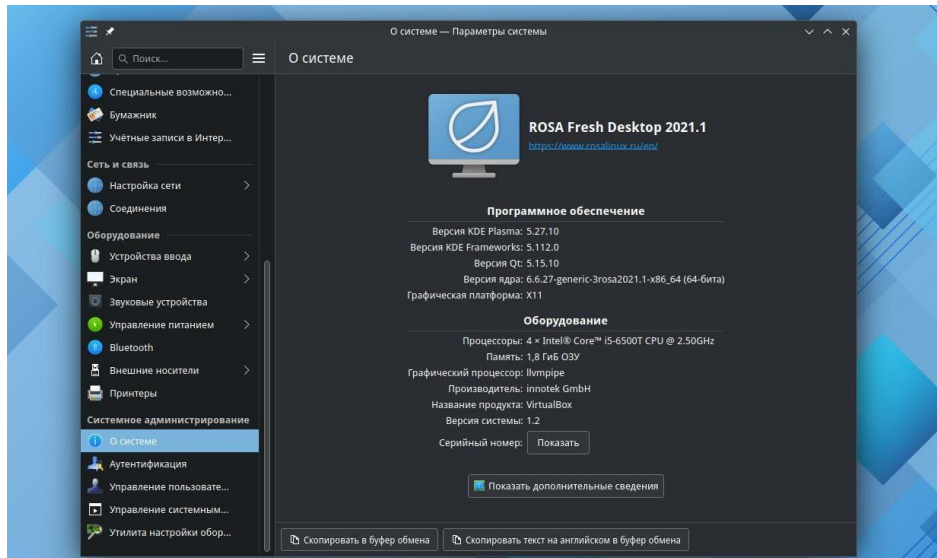 О системе — Параметры системы
Поиск...
О системе
Специальные возможно...
Бумажник
Учётные записи в Интер...
Сеть и связь
Настройка сети
Соединения
Оборудование
Устройства ввода
Экран
Звуковые устройства
Управление питанием
Bluetooth
Внешние носители
Принтеры
Системное администрирование
О системе
Аутентификация
Управление пользовате...
Управление системным...
Утилита настройки обор...
ROSA Fresh Desktop 2021.1
https://www.rosalinux.ru/en/
Программное обеспечение
Версия KDE Plasma: 5.27.10
Версия KDE Frameworks: 5.112.0
Версия Qt: 5.15.10
Версия ядра: 6.6.27-generic-3rosa2021.1-x86_64 (64-бита)
Графическая платформа: X11
Оборудование
Процессоры: 4 × Intel® Core™ i5-6500T CPU @ 2.50GHz
Память: 1,8 ГиБ ОЗУ
Графический процессор: llvmpipe
Производитель: innotek GmbH
Название продукта: VirtualBox
Версия системы: 1.2
Серийный номер: Показать
Показать дополнительные сведения
Скопировать в буфер обмена
Скопировать текст на английском в буфер обмена